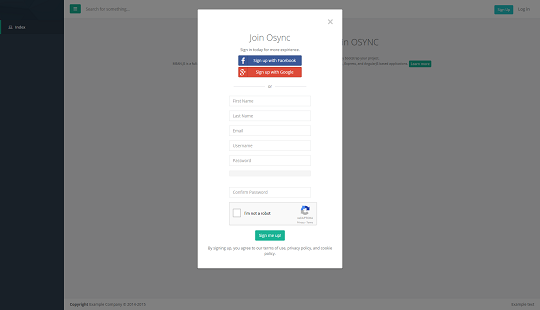 Search for something...
Sign Up
Log in
Index
Join Osync
Sign in today for more experience.
Sign up with Facebook
Sign up with Google
or
First Name
Last Name
Email
Username
Password
Confirm Password
I'm not a robot
reCAPTCHA
Privacy - Terms
Sign me up!
By signing up, you agree to our terms of use, privacy policy, and cookie
policy.
OSYNC
Learn more
Copyright Example Company © 2014-2015
Example text